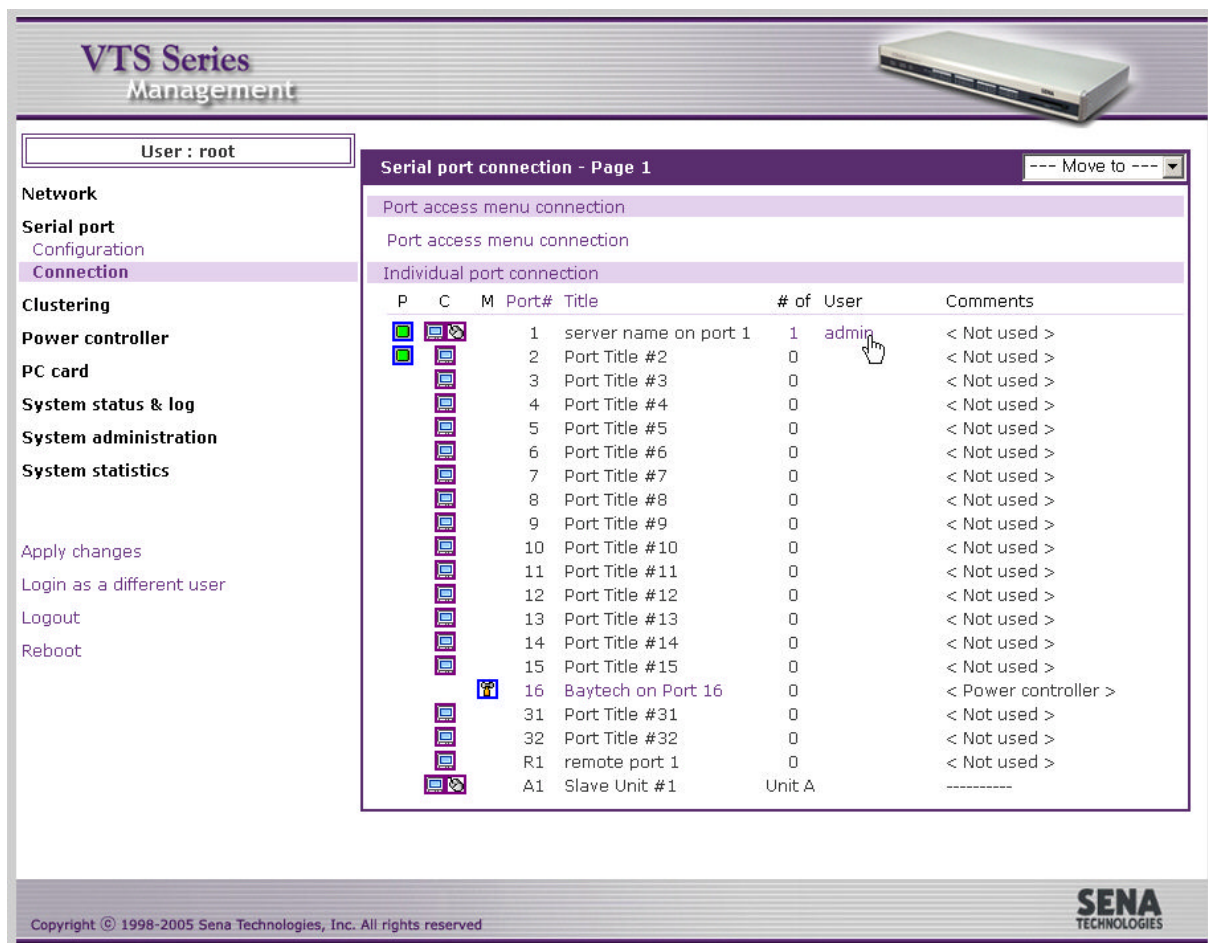 VTS Series
Management
User : root
Network
Serial port
Configuration
Connection
Clustering
Power controller
PC card
System status & log
System administration
System statistics
Apply changes
Login as a different user
Logout
Reboot
Serial port connection - Page 1
--- Move to ---
Port access menu connection
Port access menu connection
Individual port connection
P C M Port# Title # of User Comments
1 server name on port 1 1 admin < Not used >
2 Port Title #2 0 < Not used >
3 Port Title #3 0 < Not used >
4 Port Title #4 0 < Not used >
5 Port Title #5 0 < Not used >
6 Port Title #6 0 < Not used >
7 Port Title #7 0 < Not used >
8 Port Title #8 0 < Not used >
9 Port Title #9 0 < Not used >
10 Port Title #10 0 < Not used >
11 Port Title #11 0 < Not used >
12 Port Title #12 0 < Not used >
13 Port Title #13 0 < Not used >
14 Port Title #14 0 < Not used >
15 Port Title #15 0 < Not used >
16 Baytech on Port 16 0 < Power controller >
31 Port Title #31 0 < Not used >
32 Port Title #32 0 < Not used >
R1 remote port 1 0 < Not used >
A1 Slave Unit #1 Unit A ----------
Copyright © 1998-2005 Sena Technologies, Inc. All rights reserved
SENA
TECHNOLOGIES